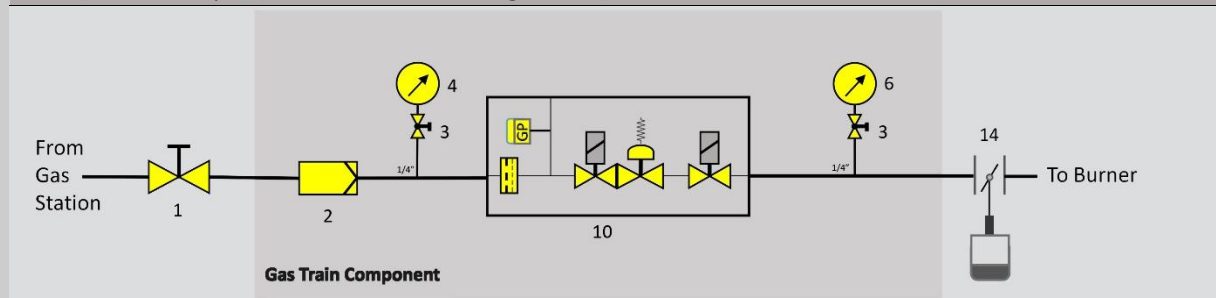 4
6
GP
3
3
14
From
Gas
Station
1/4"
1/4"
To Burner
1
2
10
Gas Train Component